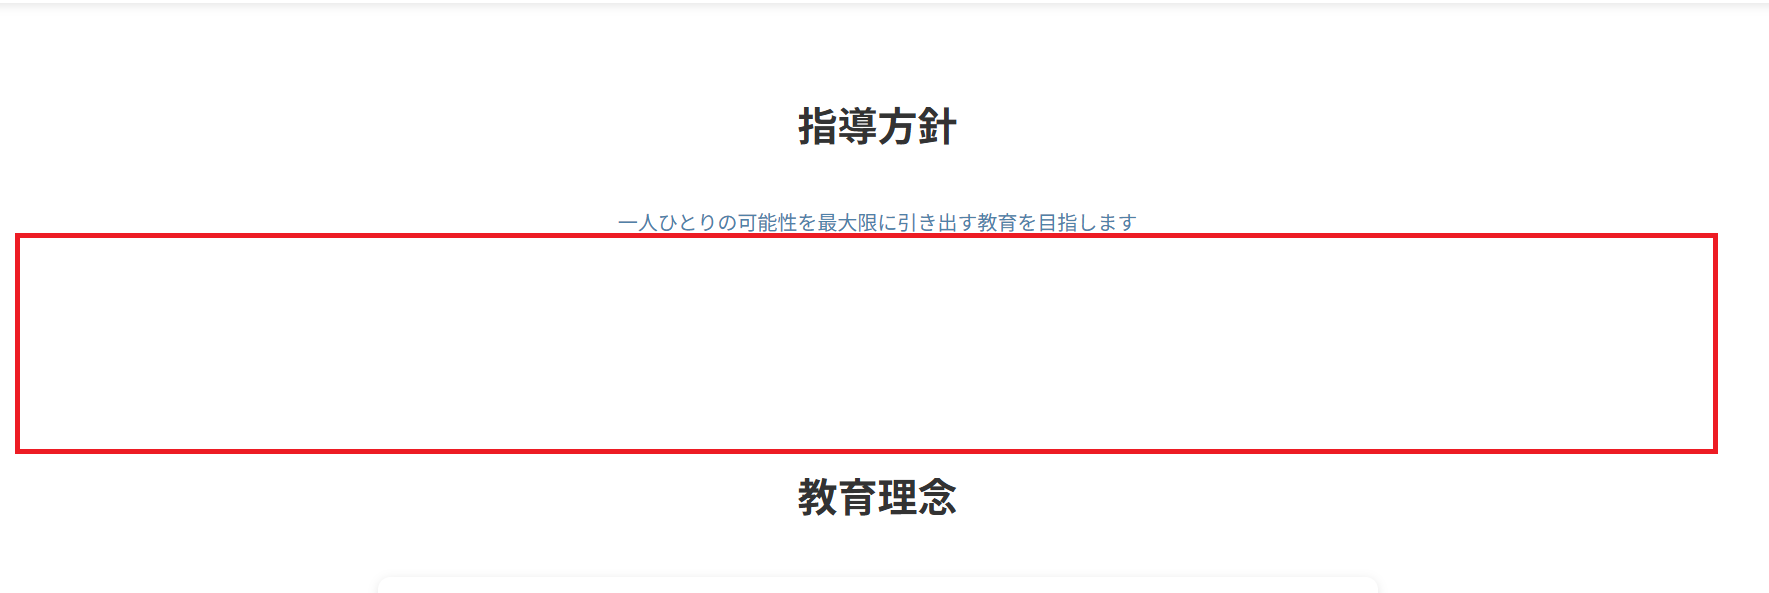 指導方針
一人ひとりの可能性を最大限に引き出す教育を目指します
教育理念